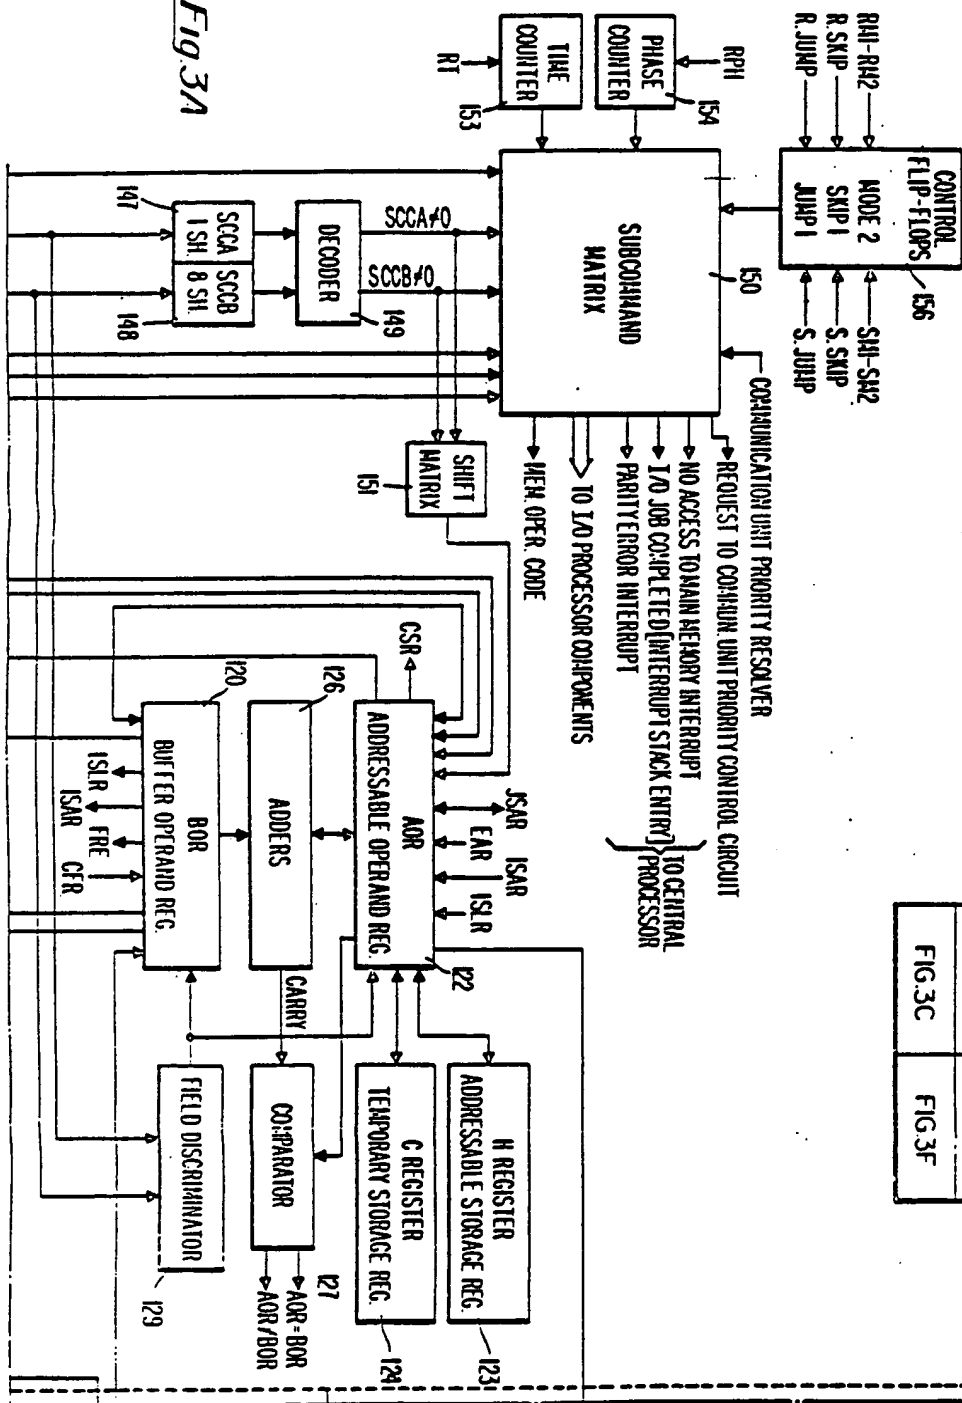 Fig. 3A
RM1-RM2
R.SKIP
R.JUMP
CONTROL
FLIP-FLOPS
MODE 2
SKIP 1
JUMP 1
156
SM1-SM2
S.SKIP
S.JUMP
RPH
PHASE
COUNTER
154
TIME
COUNTER
153
RT
SUBCOMMAND
MATRIX
150
COMMUNICATION UNIT PRIORITY RESOLVER
REQUEST TO COMMUN. UNIT PRIORITY CONTROL CIRCUIT
NO ACCESS TO MAIN MEMORY INTERRUPT
I/O JOB COMPLETED (INTERRUPT STACK ENTRY)
PARITY ERROR INTERRUPT
TO CENTRAL
PROCESSOR
TO I/O PROCESSOR COMPONENTS
MEM. OPER. CODE
SCCA≠0
SCCB≠0
DECODER
149
SCCA
1 SH.
147
SCCB
8 SH.
148
SHIFT
MATRIX
151
CSR
JSAR
EAR
ISAR
ISLR
AOR
ADDRESSABLE OPERAND REG.
122
ADDERS
126
CARRY
BOR
BUFFER OPERAND REG.
120
ISLR
ISAR
FRE
CFR
H REGISTER
ADDRESSABLE STORAGE REG.
123
C REGISTER
TEMPORARY STORAGE REG.
124
COMPARATOR
127
AOR=BOR
AOR≠BOR
FIELD DISCRIMINATOR
129
FIG.3C
FIG.3F